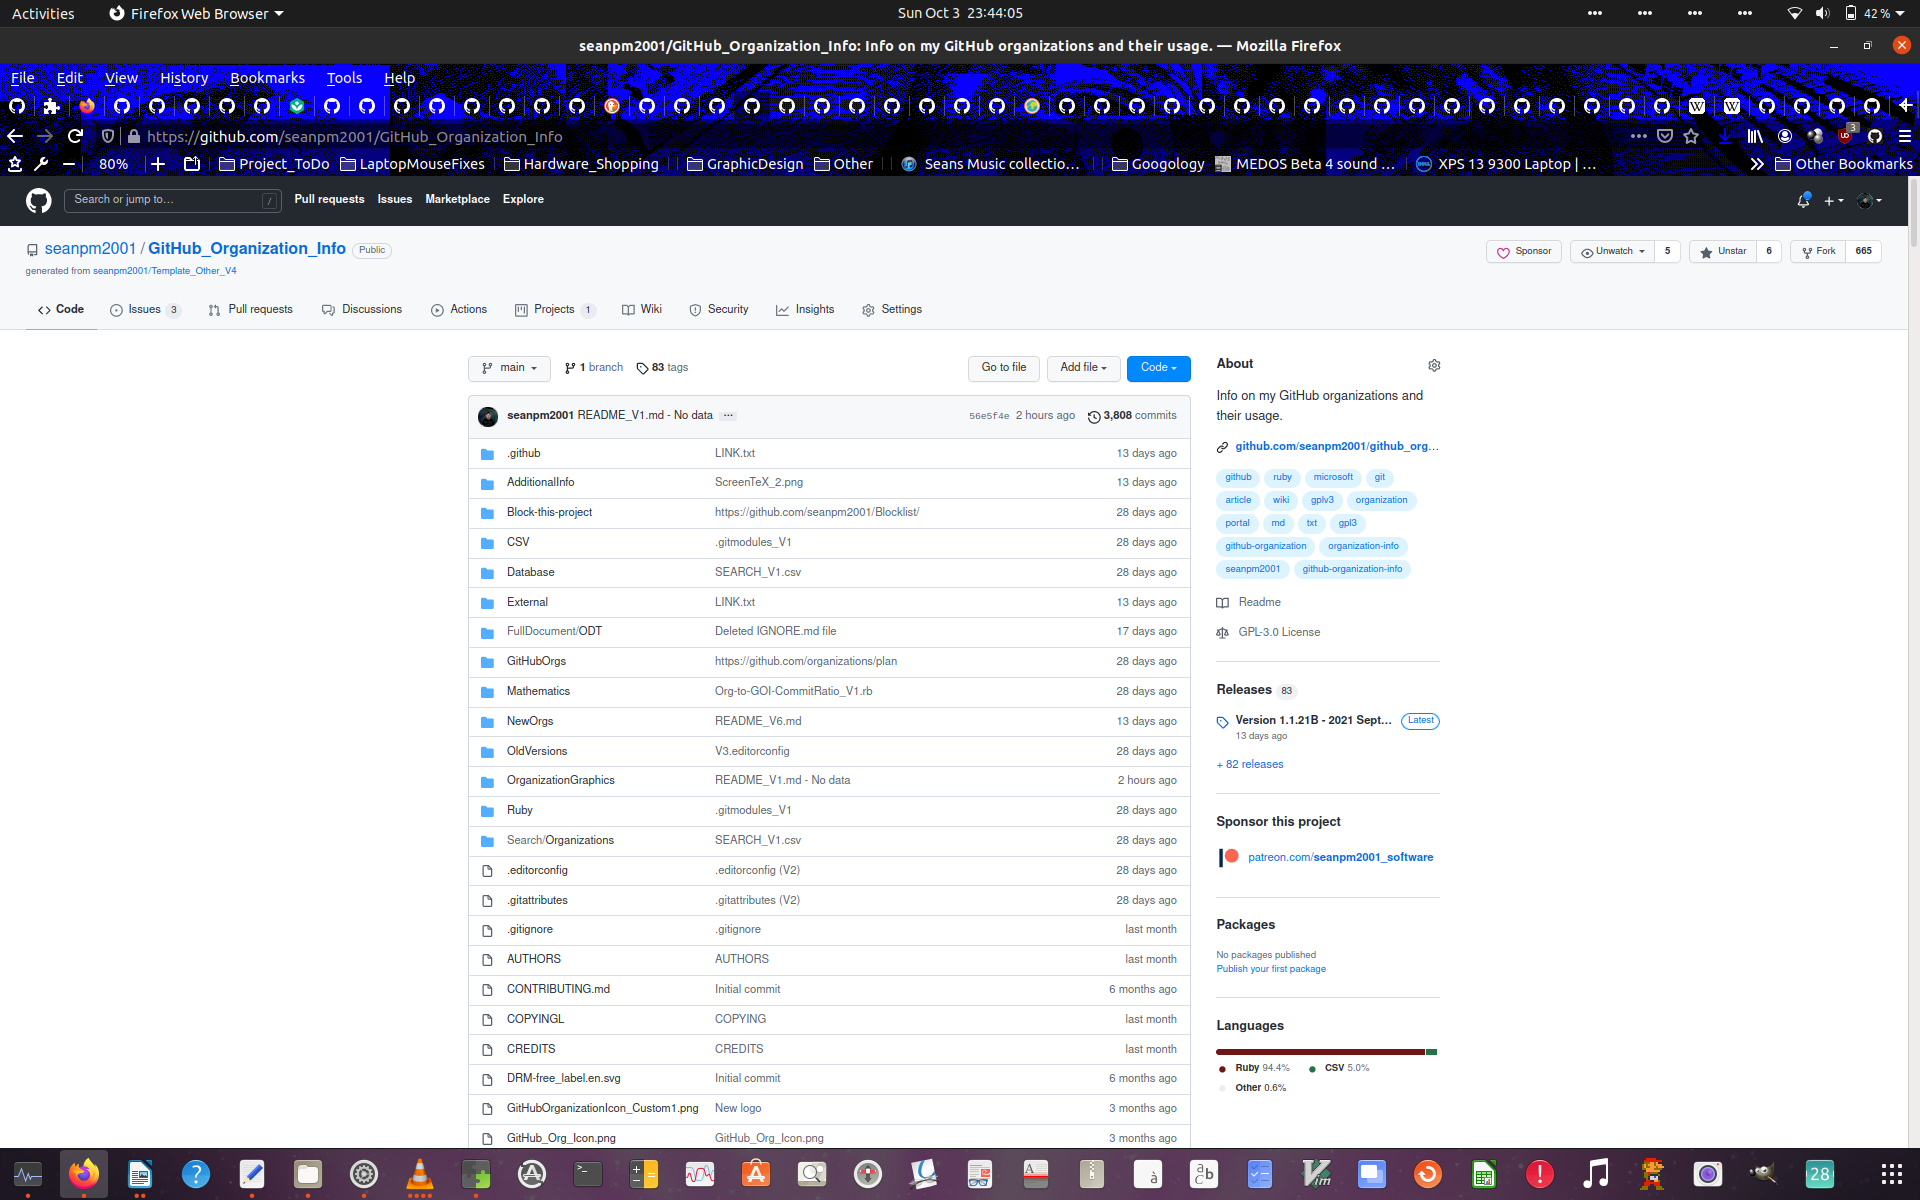 Activities Firefox Web Browser Sun Oct 3 23:44:05 42 %
seanpm2001/GitHub_Organization_Info: Info on my GitHub organizations and their usage. — Mozilla Firefox
File Edit View History Bookmarks Tools Help
https://github.com/seanpm2001/GitHub_Organization_Info 3
80% Project_ToDo LaptopMouseFixes Hardware_Shopping GraphicDesign Other Seans Music collectio… Googology MEDOS Beta 4 sound … XPS 13 9300 Laptop | … Other Bookmarks
Search or jump to… / Pull requests Issues Marketplace Explore
seanpm2001 / GitHub_Organization_Info Public Sponsor Unwatch 5 Unstar 6 Fork 665
generated from seanpm2001/Template_Other_V4
Code Issues 3 Pull requests Discussions Actions Projects 1 Wiki Security Insights Settings
main 1 branch 83 tags Go to file Add file Code
seanpm2001 README_V1.md - No data ... 56e5f4e 2 hours ago 3,808 commits
.github LINK.txt 13 days ago
AdditionalInfo ScreenTeX_2.png 13 days ago
Block-this-project https://github.com/seanpm2001/Blocklist/ 28 days ago
CSV .gitmodules_V1 28 days ago
Database SEARCH_V1.csv 28 days ago
External LINK.txt 13 days ago
FullDocument/ODT Deleted IGNORE.md file 17 days ago
GitHubOrgs https://github.com/organizations/plan 28 days ago
Mathematics Org-to-GOI-CommitRatio_V1.rb 28 days ago
NewOrgs README_V6.md 13 days ago
OldVersions V3.editorconfig 28 days ago
OrganizationGraphics README_V1.md - No data 2 hours ago
Ruby .gitmodules_V1 28 days ago
Search/Organizations SEARCH_V1.csv 28 days ago
.editorconfig .editorconfig (V2) 28 days ago
.gitattributes .gitattributes (V2) 28 days ago
.gitignore .gitignore last month
AUTHORS AUTHORS last month
CONTRIBUTING.md Initial commit 6 months ago
COPYINGL COPYING last month
CREDITS CREDITS last month
DRM-free_label.en.svg Initial commit 6 months ago
GitHubOrganizationIcon_Custom1.png New logo 3 months ago
GitHub_Org_Icon.png GitHub_Org_Icon.png 3 months ago
About
Info on my GitHub organizations and
their usage.
github.com/seanpm2001/github_org…
github ruby microsoft git
article wiki gplv3 organization
portal md txt gpl3
github-organization organization-info
seanpm2001 github-organization-info
Readme
GPL-3.0 License
Releases 83
Version 1.1.21B - 2021 Sept… Latest
13 days ago
+ 82 releases
Sponsor this project
patreon.com/seanpm2001_software
Packages
No packages published
Publish your first package
Languages
Ruby 94.4% CSV 5.0%
Other 0.6%
28